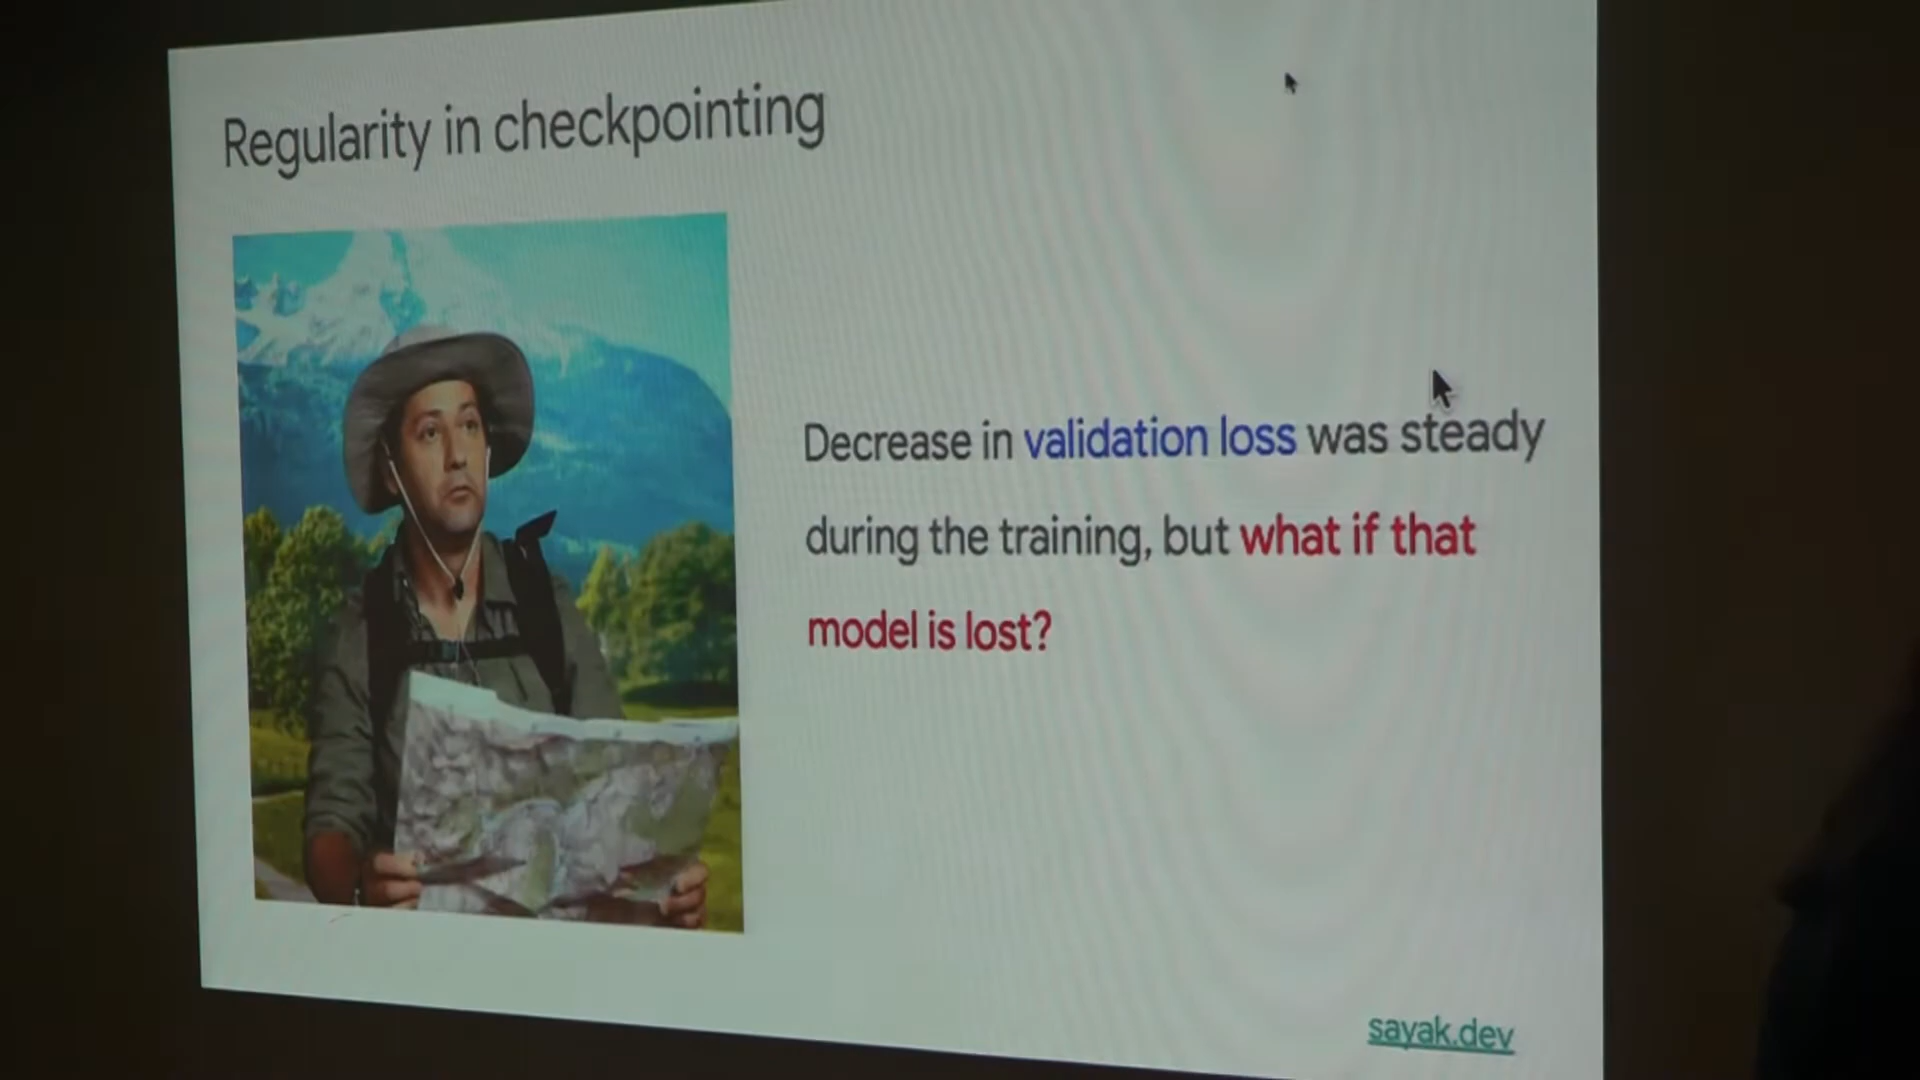 Regularity in checkpointing
Decrease in validation loss was steady
during the training, but what if that
model is lost?
sayak.dev